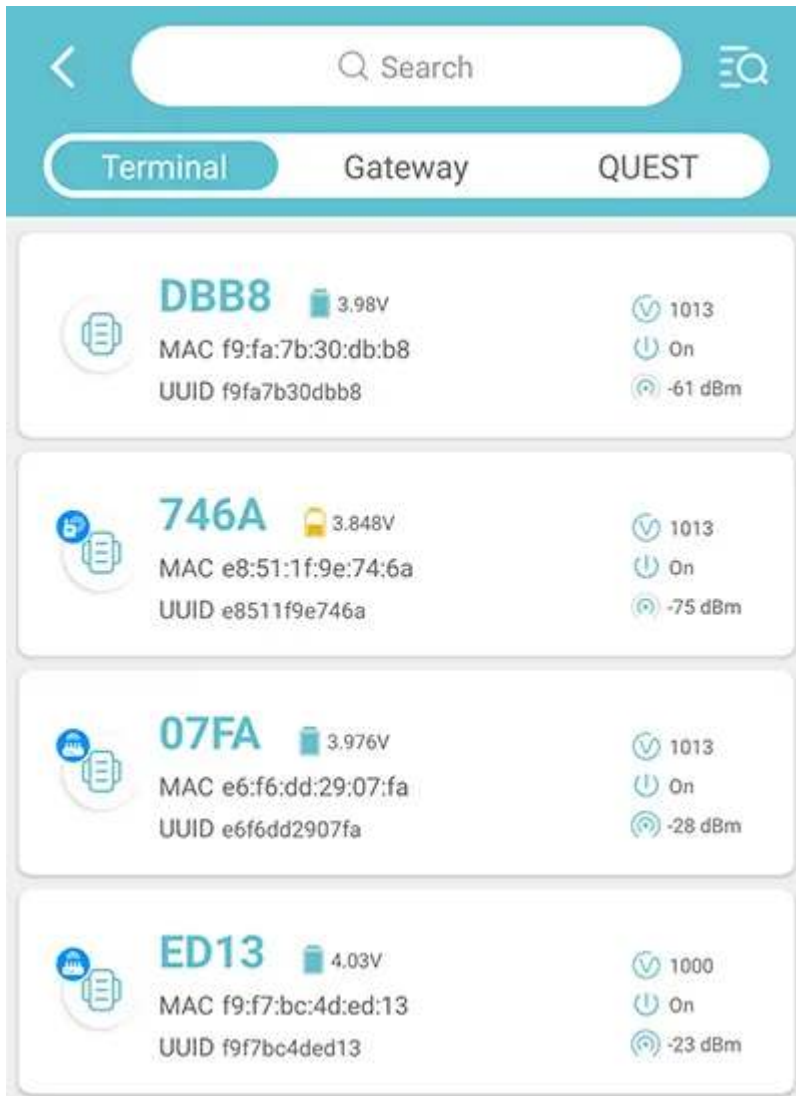 Search
Terminal Gateway QUEST
DBB8 3.98V
1013
MAC f9:fa:7b:30:db:b8
On
UUID f9fa7b30dbb8
-61 dBm
746A 3.848V
1013
MAC e8:51:1f:9e:74:6a
On
UUID e8511f9e746a
-75 dBm
07FA 3.976V
1013
MAC e6:f6:dd:29:07:fa
On
UUID e6f6dd2907fa
-28 dBm
ED13 4.03V
1000
MAC f9:f7:bc:4d:ed:13
On
UUID f9f7bc4ded13
-23 dBm